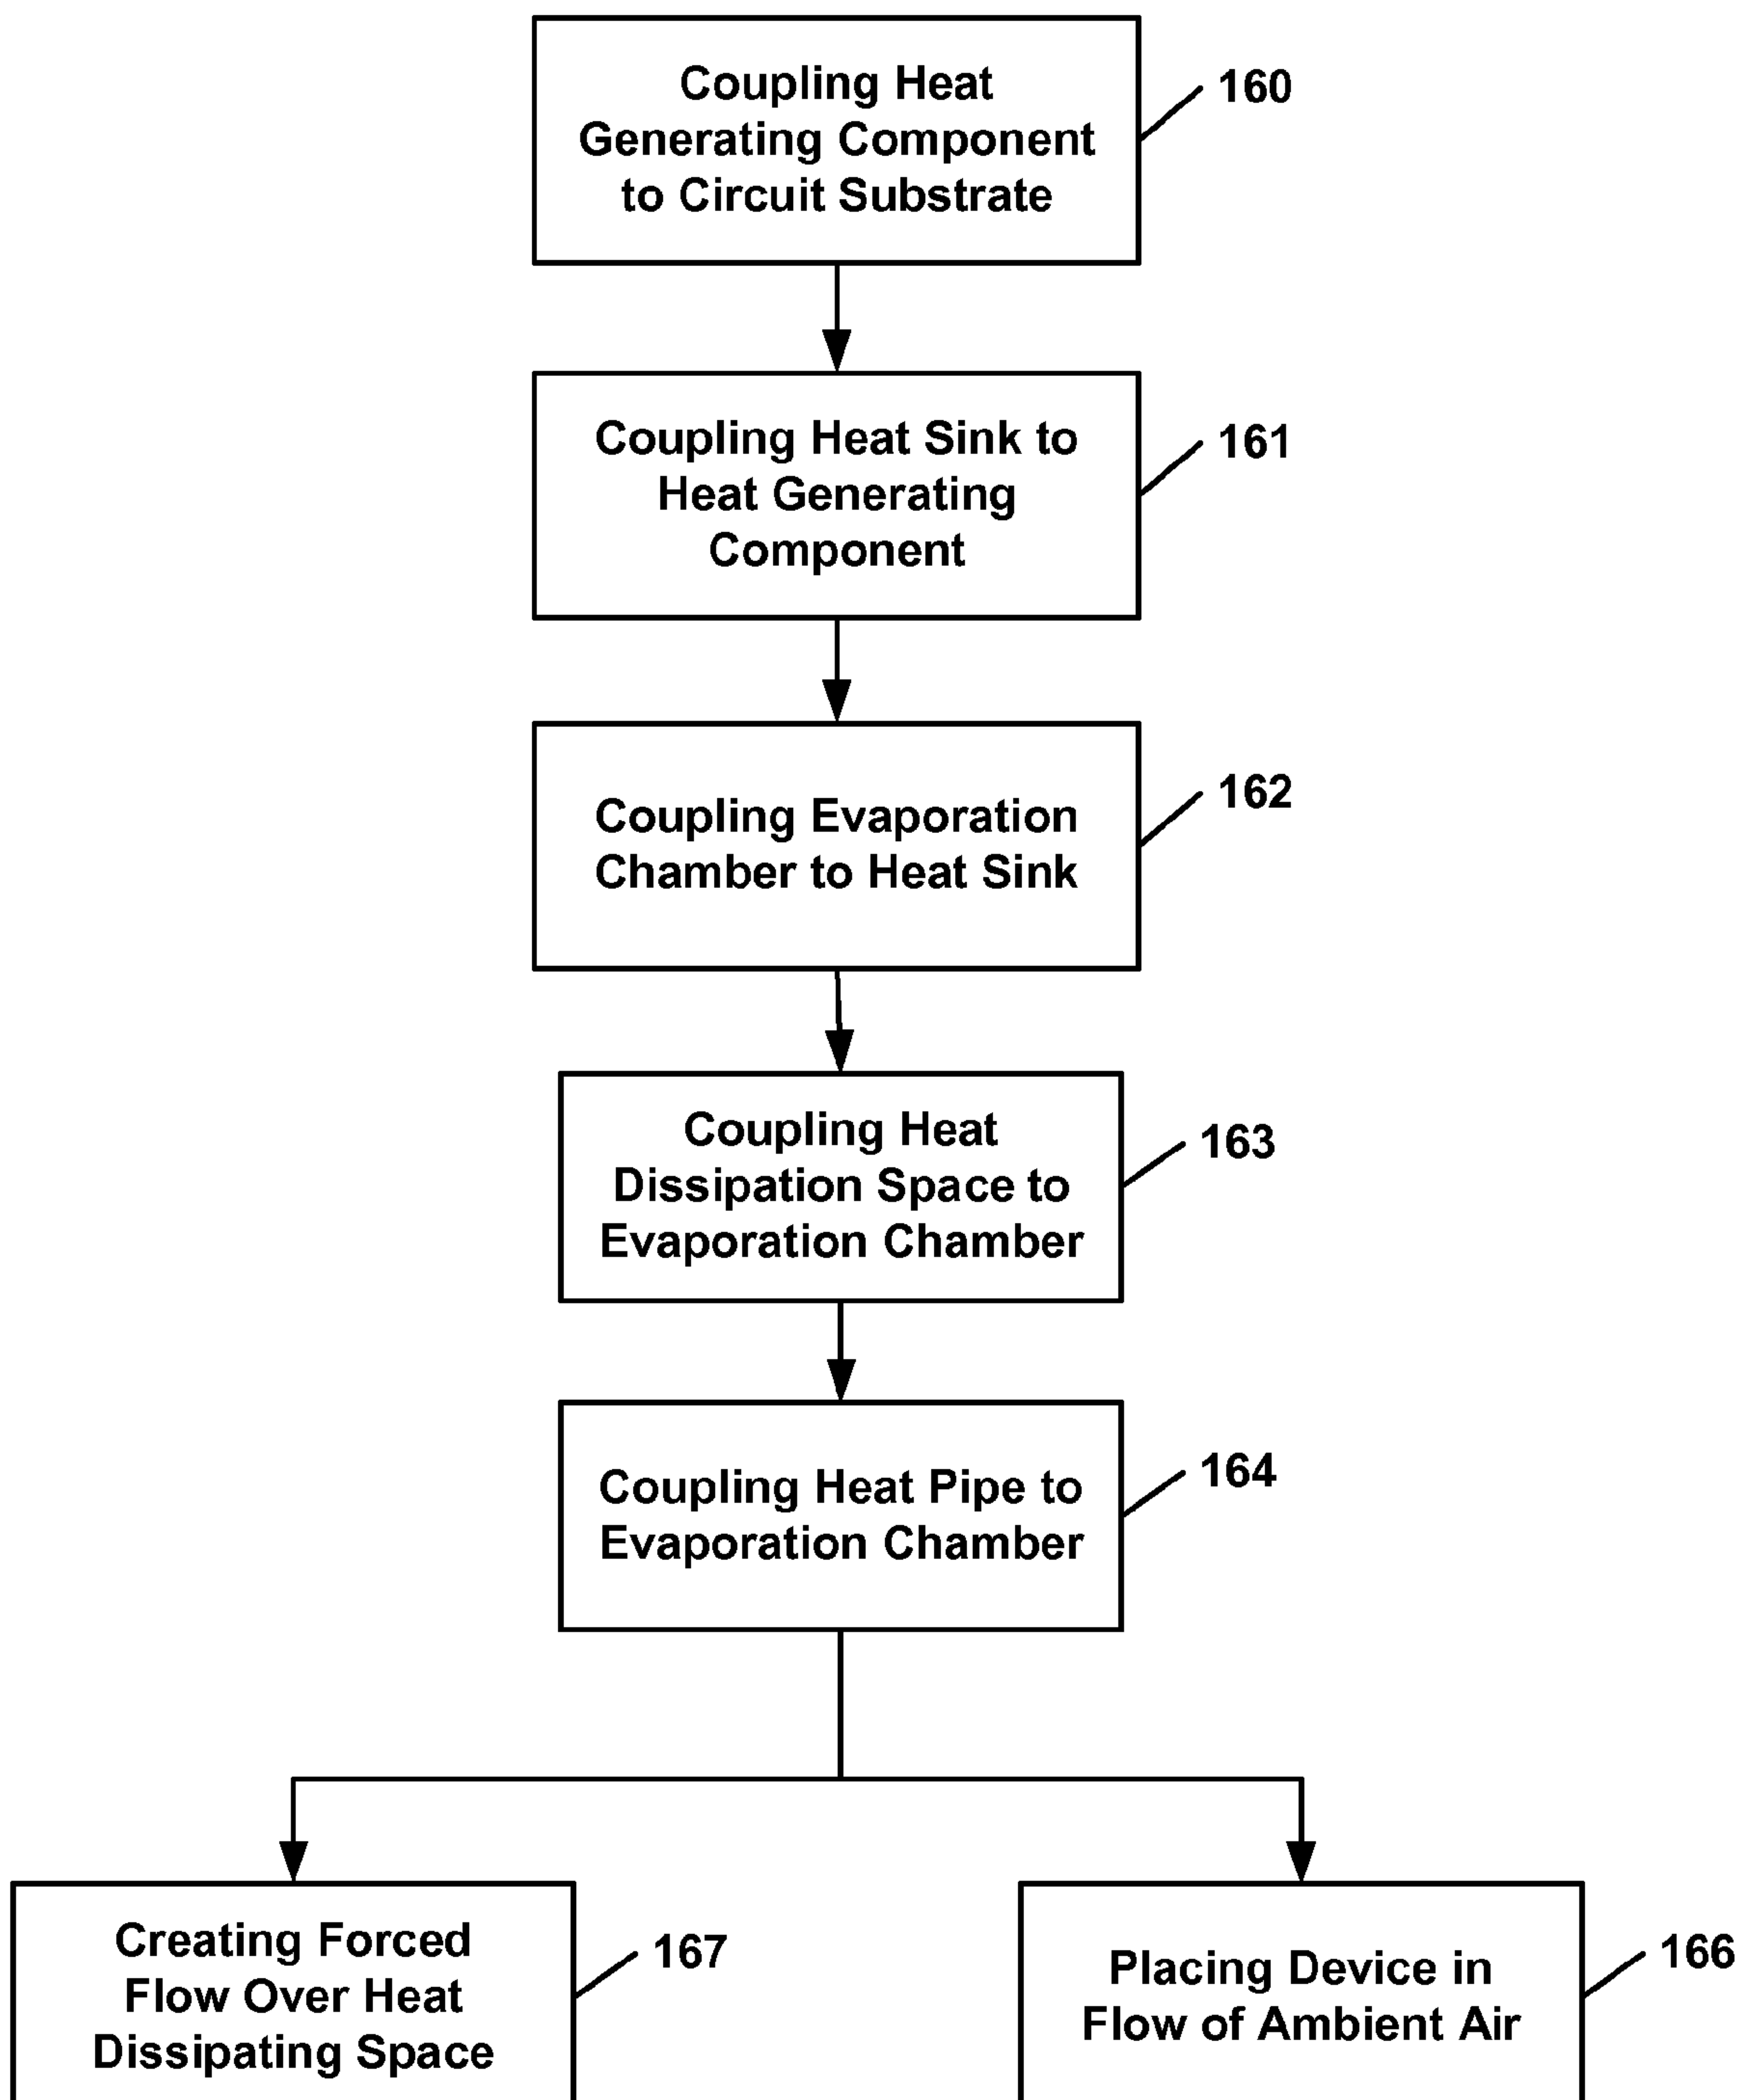 Coupling Heat
Generating Component
to Circuit Substrate
160
Coupling Heat Sink to
Heat Generating
Component
161
Coupling Evaporation
Chamber to Heat Sink
162
Coupling Heat
Dissipation Space to
Evaporation Chamber
163
Coupling Heat Pipe to
Evaporation Chamber
164
Creating Forced
Flow Over Heat
Dissipating Space
167
Placing Device in
Flow of Ambient Air
166